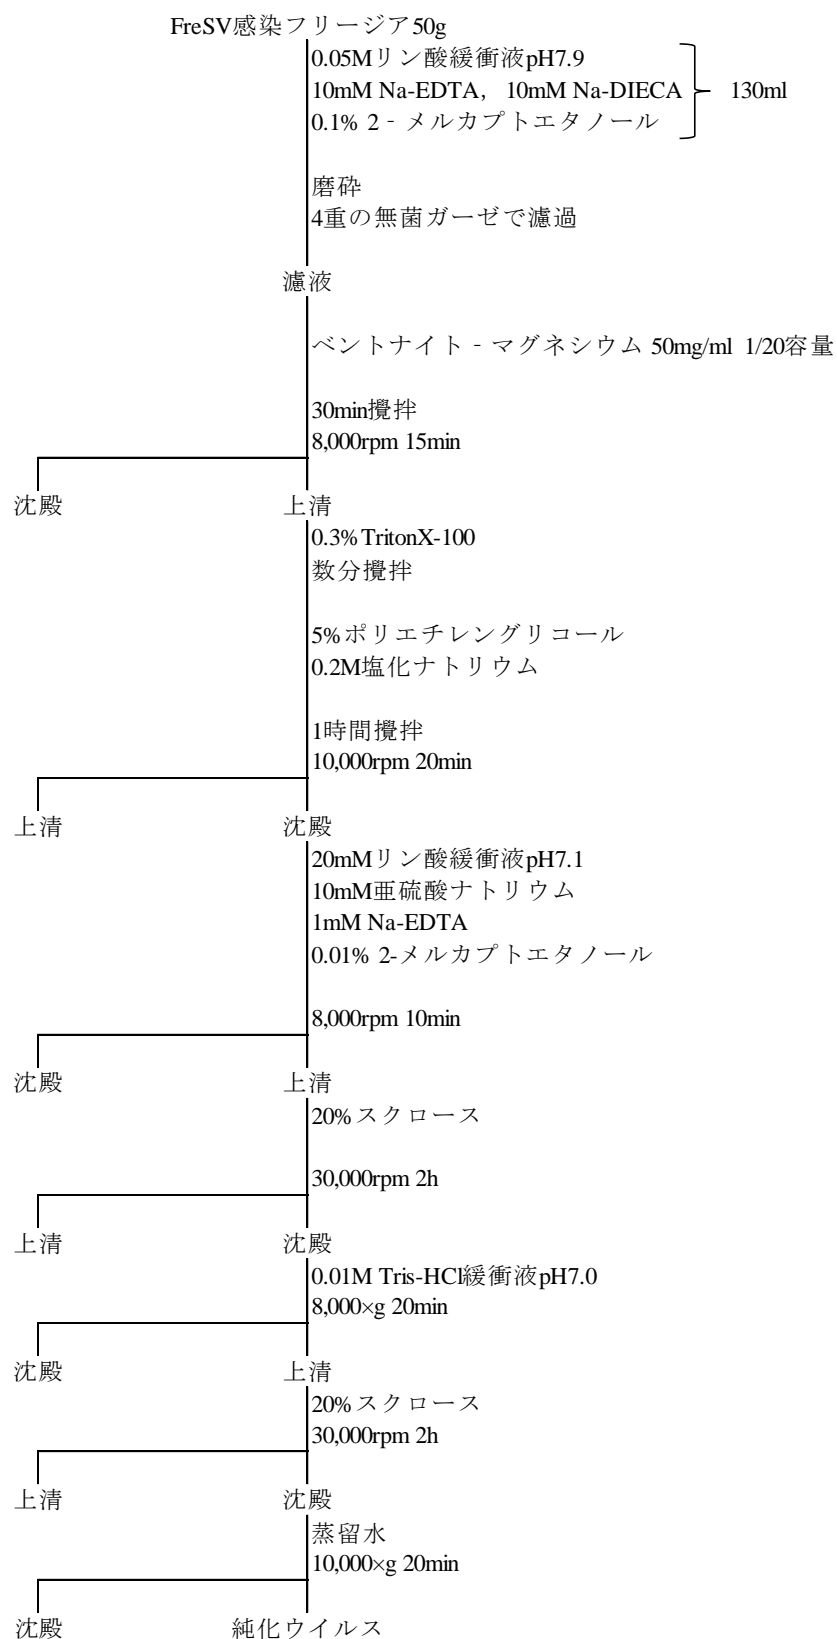 FreSV感染フリージア50g
0.05Mリン酸緩衝液pH7.9
10mM Na-EDTA, 10mM Na-DIECA
130ml
0.1% 2‐メルカプトエタノール
磨砕
4重の無菌ガーゼで濾過
濾液
ベントナイト‐マグネシウム 50mg/ml 1/20容量
30min攪拌
8,000rpm 15min
沈殿 上清
0.3%TritonX-100
数分攪拌
5%ポリエチレングリコール
0.2M塩化ナトリウム
1時間攪拌
10,000rpm 20min
上清 沈殿
20mMリン酸緩衝液pH7.1
10mM亜硫酸ナトリウム
1mM Na-EDTA
0.01% 2-メルカプトエタノール
8,000rpm 10min
沈殿 上清
20%スクロース
30,000rpm 2h
上清 沈殿
0.01M Tris-HCl緩衝液pH7.0
8,000×g 20min
沈殿 上清
20%スクロース
30,000rpm 2h
上清 沈殿
蒸留水
10,000×g 20min
沈殿 純化ウイルス